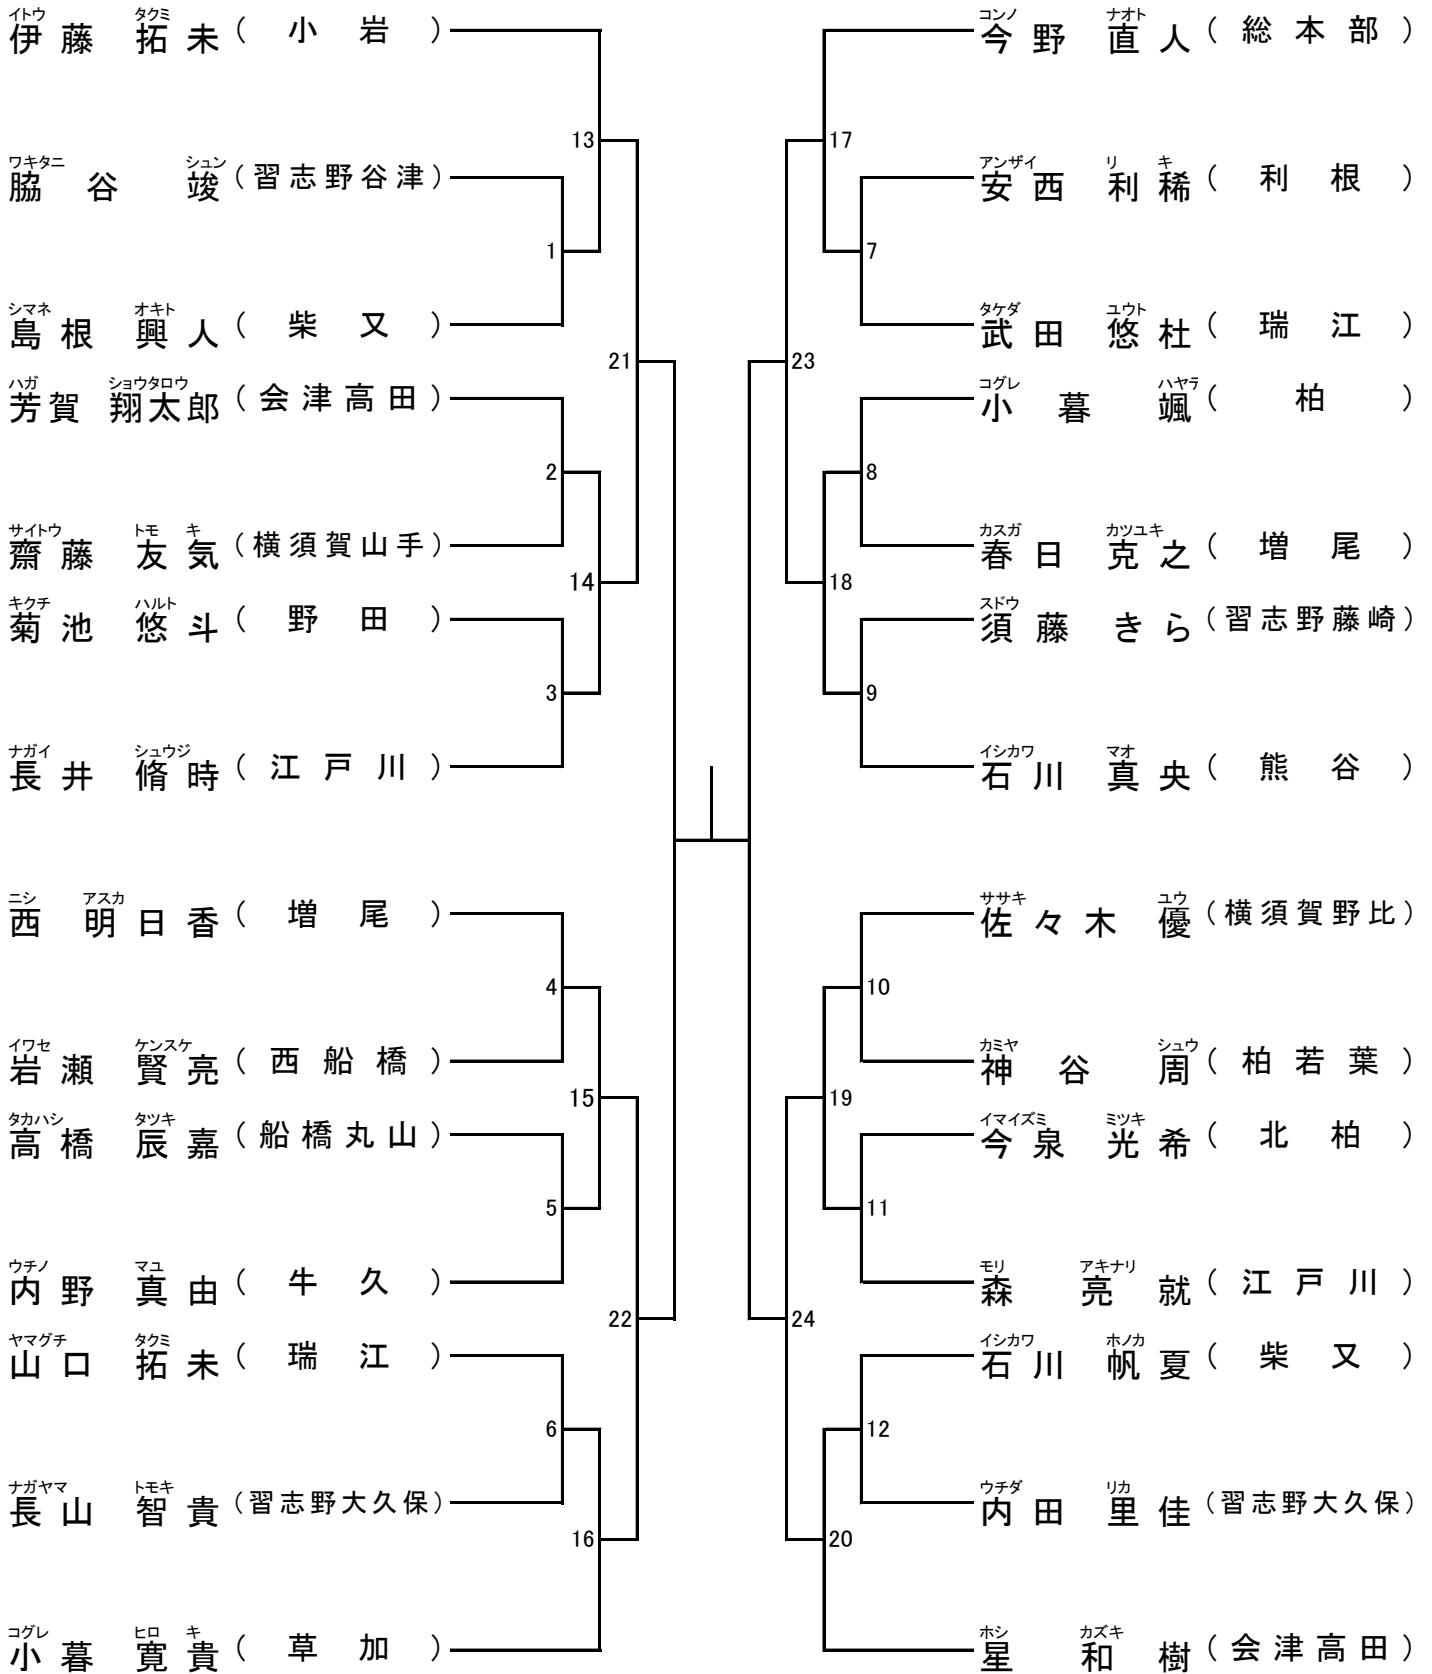 イトウ タクミ
伊藤 拓未 (小岩)
13
ワキタニ シュン
脇谷 竣 (習志野谷津)
1
シマネ オキト
島根 興人 (柴又)
21
ハガ ショウタロウ
芳賀 翔太郎 (会津高田)
2
サイトウ トモ キ
齋藤 友気 (横須賀山手)
14
キクチ ハルト
菊池 悠斗 (野田)
3
ナガイ シュウジ
長井 脩時 (江戸川)
ニシ アスカ
西 明日香 (増尾)
4
イワセ ケンスケ
岩瀬 賢亮 (西船橋)
15
タカハシ タツキ
高橋 辰嘉 (船橋丸山)
5
ウチノ マユ
内野 真由 (牛久)
22
ヤマグチ タクミ
山口 拓未 (瑞江)
6
ナガヤマ トモキ
長山 智貴 (習志野大久保)
16
コグレ ヒロ キ
小暮 寛貴 (草加)
コンノ ナオト
今野 直人 (総本部)
17
アンザイ リ キ
安西 利稀 (利根)
7
タケダ ユウト
武田 悠杜 (瑞江)
23
コグレ ハヤテ
小暮 颯 (柏)
8
カスガ カツユキ
春日 克之 (増尾)
18
スドウ
須藤 きら (習志野藤崎)
9
イシカワ マオ
石川 真央 (熊谷)
ササキ ユウ
佐々木 優 (横須賀野比)
10
カミヤ シュウ
神谷 周 (柏若葉)
19
イマイズミ ミツキ
今泉 光希 (北柏)
11
モリ アキナリ
森 亮就 (江戸川)
24
イシカワ ホノカ
石川 帆夏 (柴又)
12
ウチダ リカ
内田 里佳 (習志野大久保)
20
ホシ カズキ
星 和樹 (会津高田)